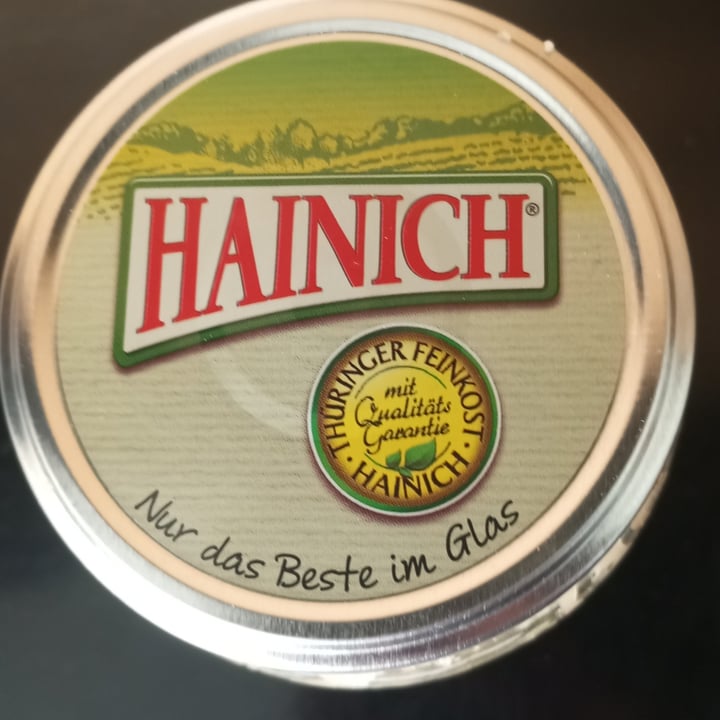 HAINICH®
THÜRINGER FEINKOST
mit
Qualitäts
Garantie
· HAINICH ·
Nur das Beste im Glas